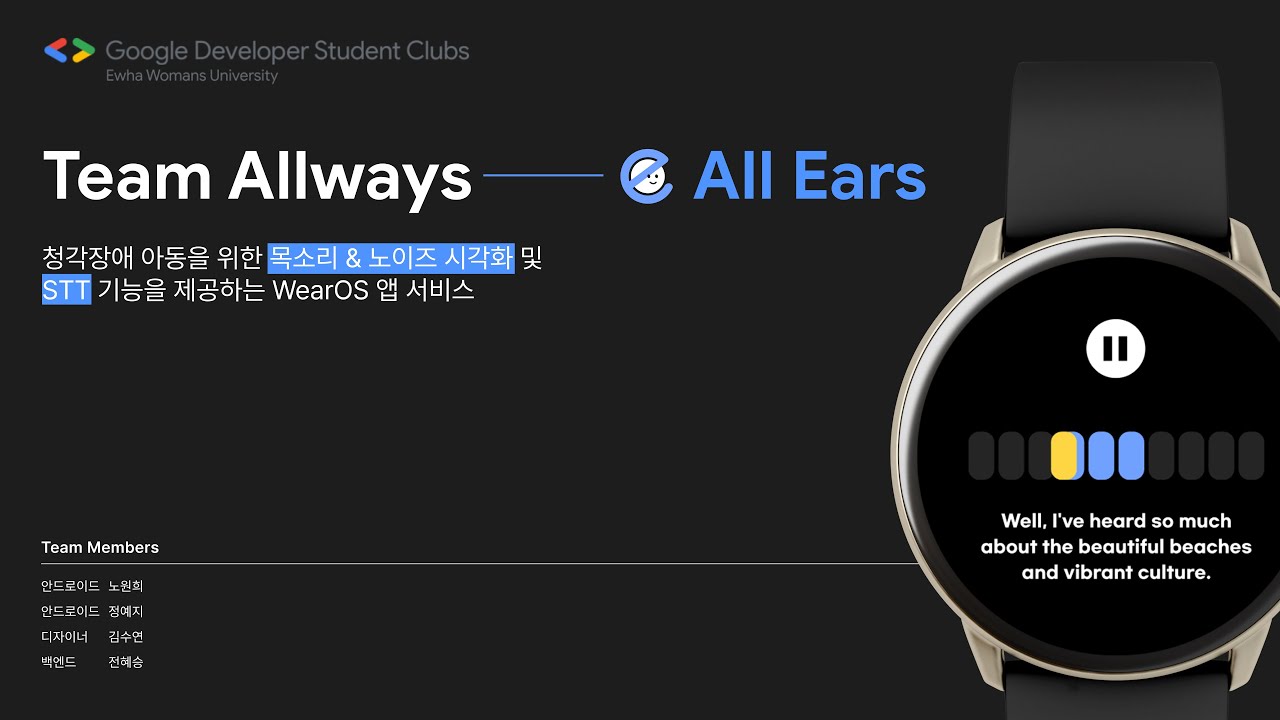 Google Developer Student Clubs
Ewha Womans University
Team Allways
All Ears
청각장애 아동을 위한 목소리 & 노이즈 시각화 및
STT 기능을 제공하는 WearOS 앱 서비스
Well, I've heard so much
about the beautiful beaches
and vibrant culture.
Team Members
안드로이드 노원희
안드로이드 정예지
디자이너 김수연
백엔드 전혜승